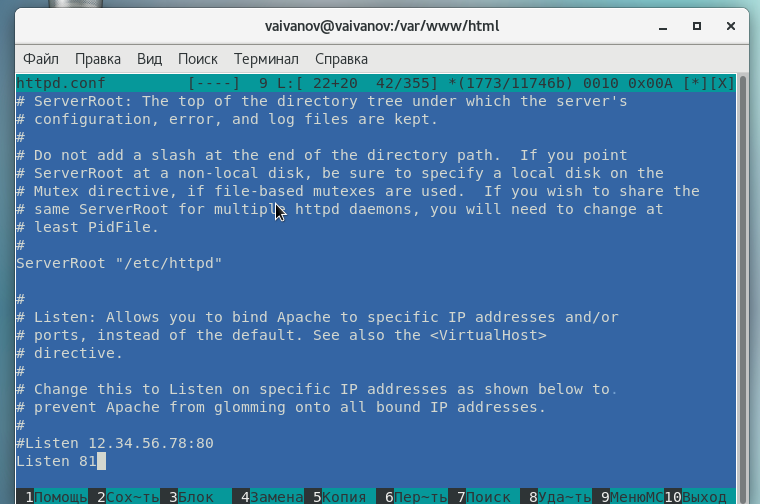 vaivanov@vaivanov:/var/www/html
Файл Правка Вид Поиск Терминал Справка
httpd.conf [----] 9 L:[ 22+20 42/355] *(1773/11746b) 0010 0x00A [*][X]
# ServerRoot: The top of the directory tree under which the server's
# configuration, error, and log files are kept.
#
# Do not add a slash at the end of the directory path. If you point
# ServerRoot at a non-local disk, be sure to specify a local disk on the
# Mutex directive, if file-based mutexes are used. If you wish to share the
# same ServerRoot for multiple httpd daemons, you will need to change at
# least PidFile.
#
ServerRoot "/etc/httpd"
#
# Listen: Allows you to bind Apache to specific IP addresses and/or
# ports, instead of the default. See also the <VirtualHost>
# directive.
#
# Change this to Listen on specific IP addresses as shown below to.
# prevent Apache from glomming onto all bound IP addresses.
#
#Listen 12.34.56.78:80
Listen 81
1Помощь 2Сох~ть 3Блок 4Замена 5Копия 6Пер~ть 7Поиск 8Уда~ть 9МенюMC 10Выход